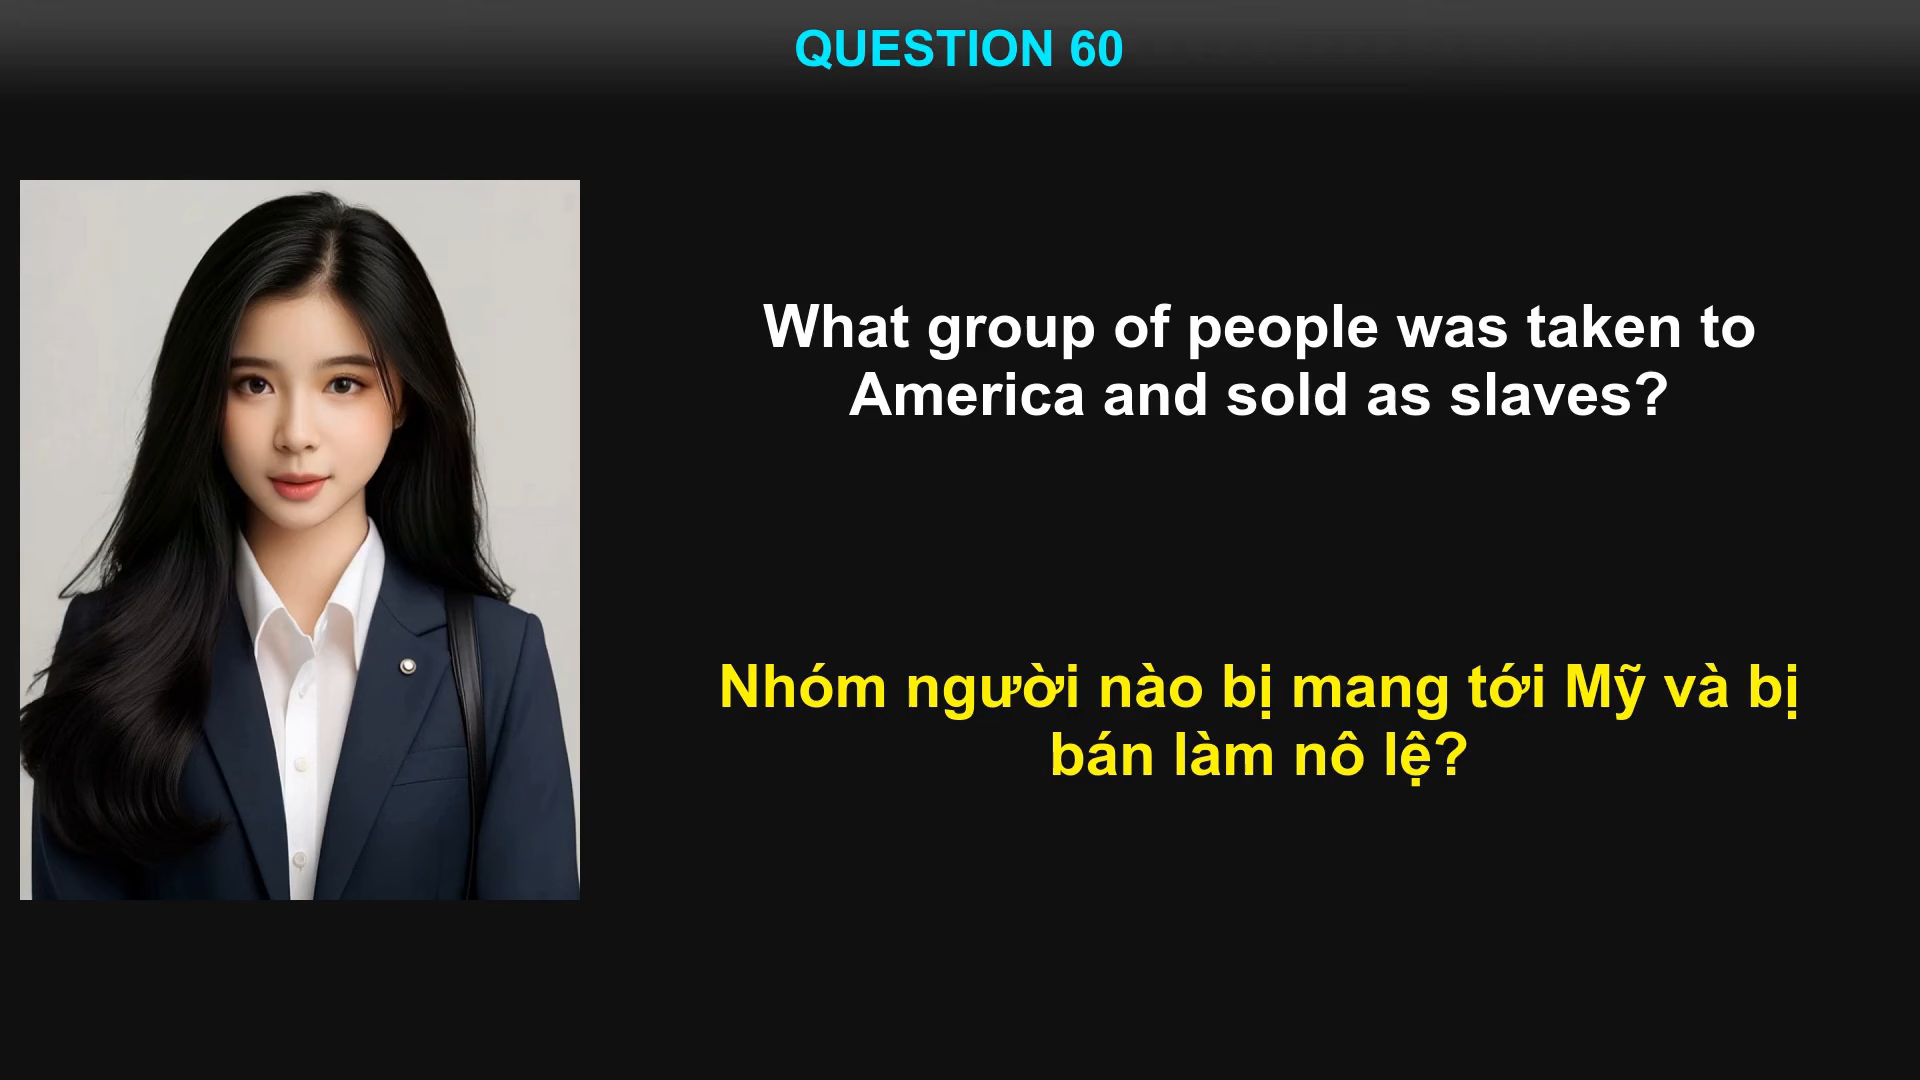 QUESTION 60
What group of people was taken to
America and sold as slaves?
Nhóm người nào bị mang tới Mỹ và bị
bán làm nô lệ?